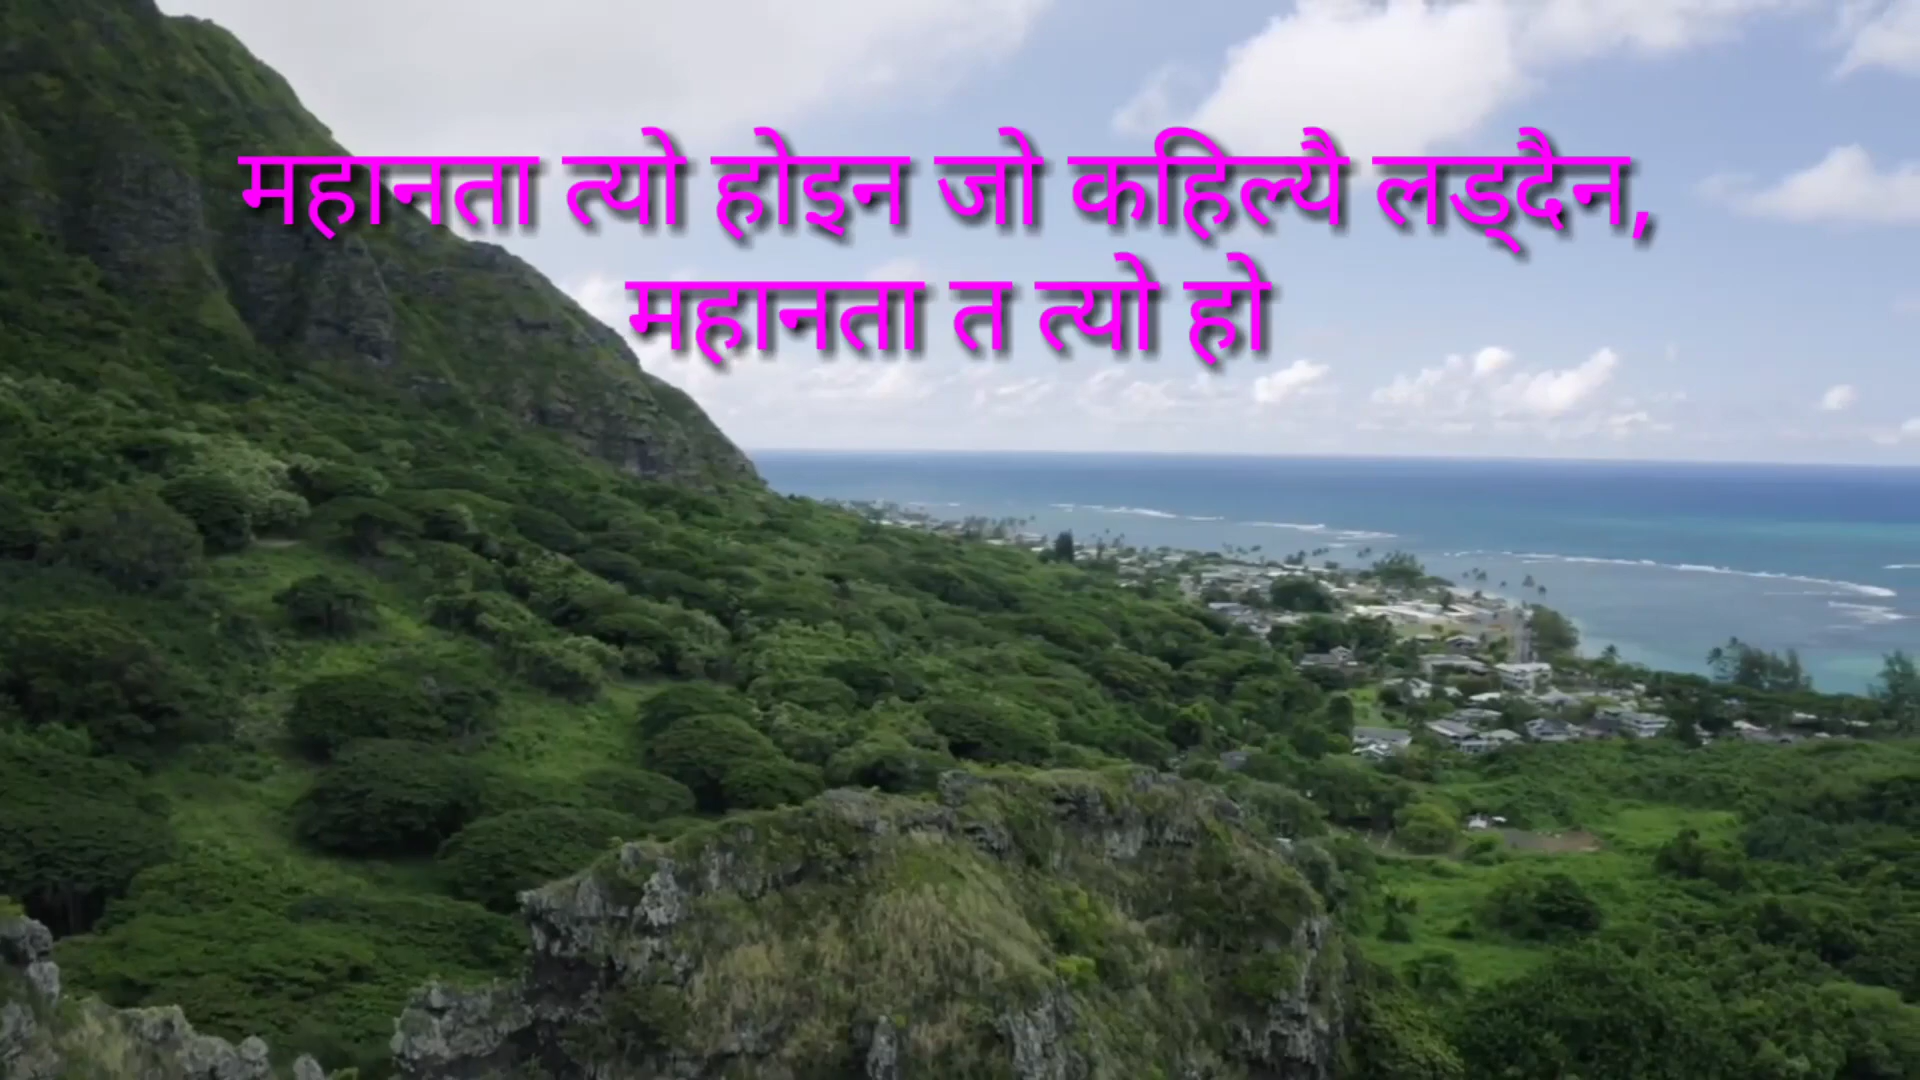 महानता त्यो होइन जो कहिल्यै लड्दैन,
महानता त त्यो हो